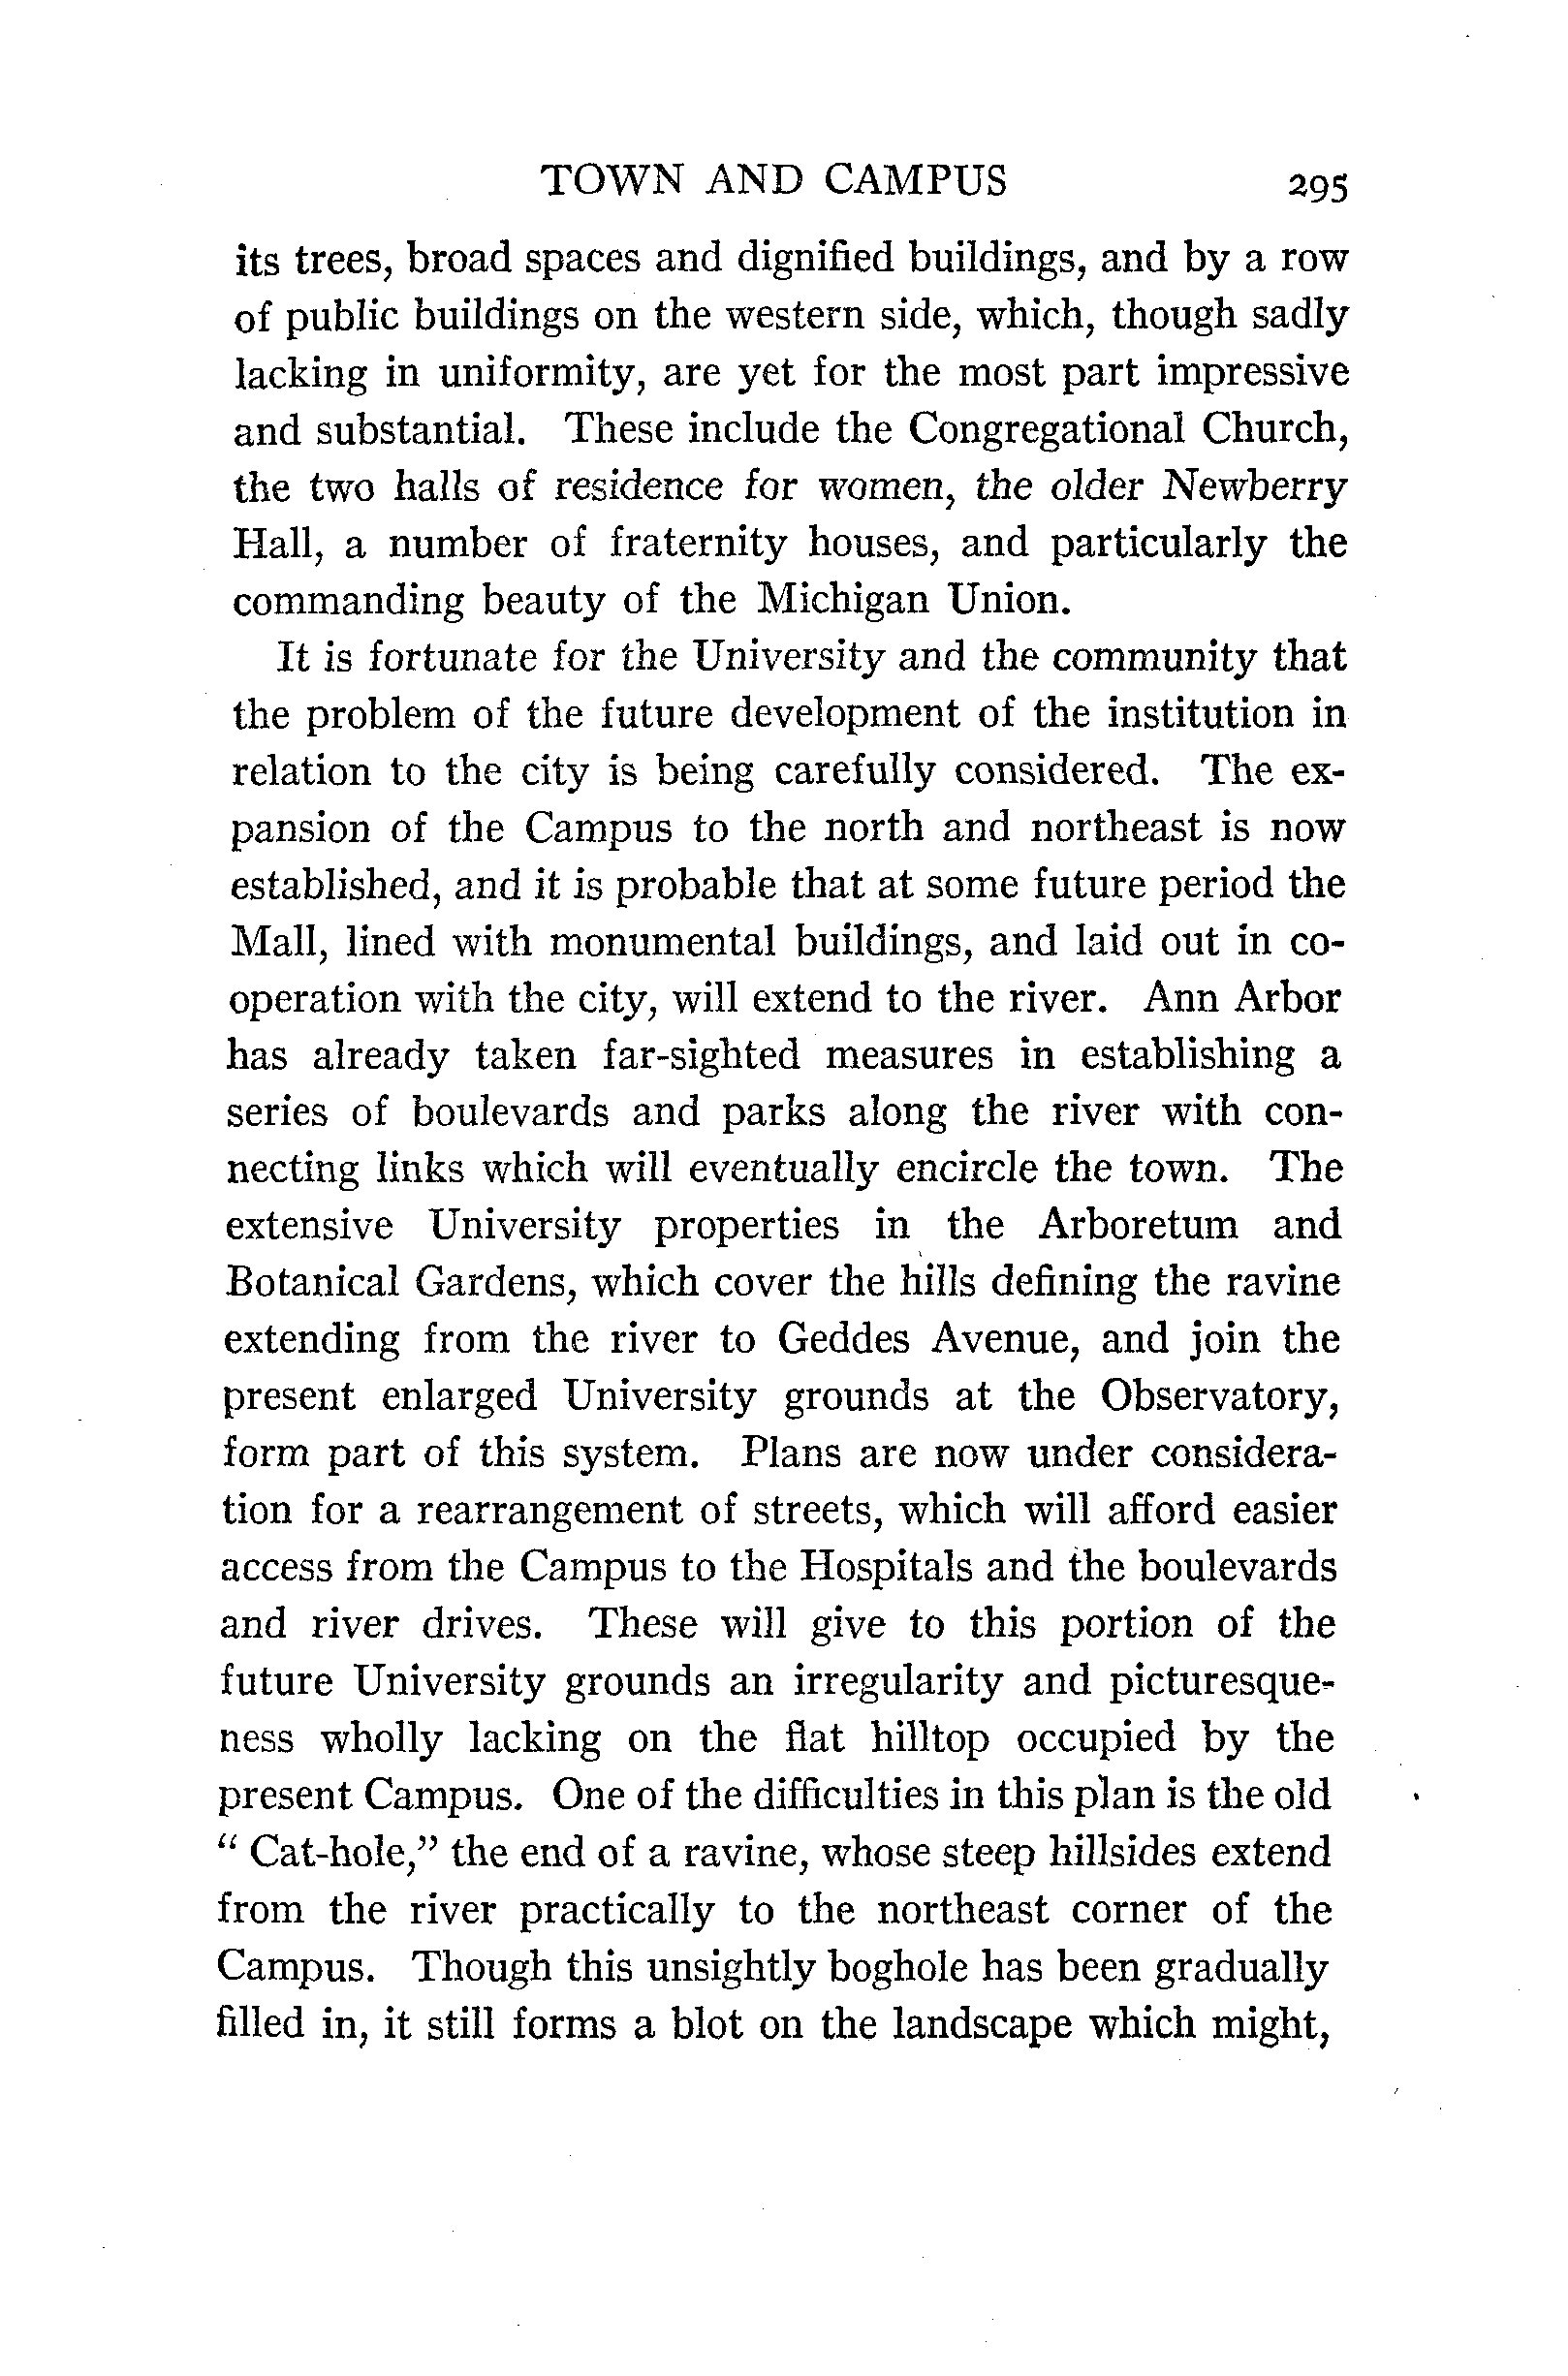 TOWN AND CAMPUS 295
its trees, broad spaces and dignified buildings, and by a row
of public buildings on the western side, which, though sadly
lacking in uniformity, are yet for the most part impressive
and substantial. These include the Congregational Church,
the two halls of residence for women, the older Newberry
Hall, a number of fraternity houses, and particularly the
commanding beauty of the Michigan Union.
It is fortunate for the University and the community that
the problem of the future development of the institution in
relation to the city is being carefully considered. The ex-
pansion of the Campus to the north and northeast is now
established, and it is probable that at some future period the
Mall, lined with monumental buildings, and laid out in co-
operation with the city, will extend to the river. Ann Arbor
has already taken far-sighted measures in establishing a
series of boulevards and parks along the river with con-
necting links which will eventually encircle the town. The
extensive University properties in the Arboretum and
Botanical Gardens, which cover the hills defining the ravine
extending from the river to Geddes Avenue, and join the
present enlarged University grounds at the Observatory,
form part of this system. Plans are now under considera-
tion for a rearrangement of streets, which will afford easier
access from the Campus to the Hospitals and the boulevards
and river drives. These will give to this portion of the
future University grounds an irregularity and picturesque-
ness wholly lacking on the flat hilltop occupied by the
present Campus. One of the difficulties in this plan is the old
" Cat-hole," the end of a ravine, whose steep hillsides extend
from the river practically to the northeast corner of the
Campus. Though this unsightly boghole has been gradually
filled in, it still forms a blot on the landscape which might,